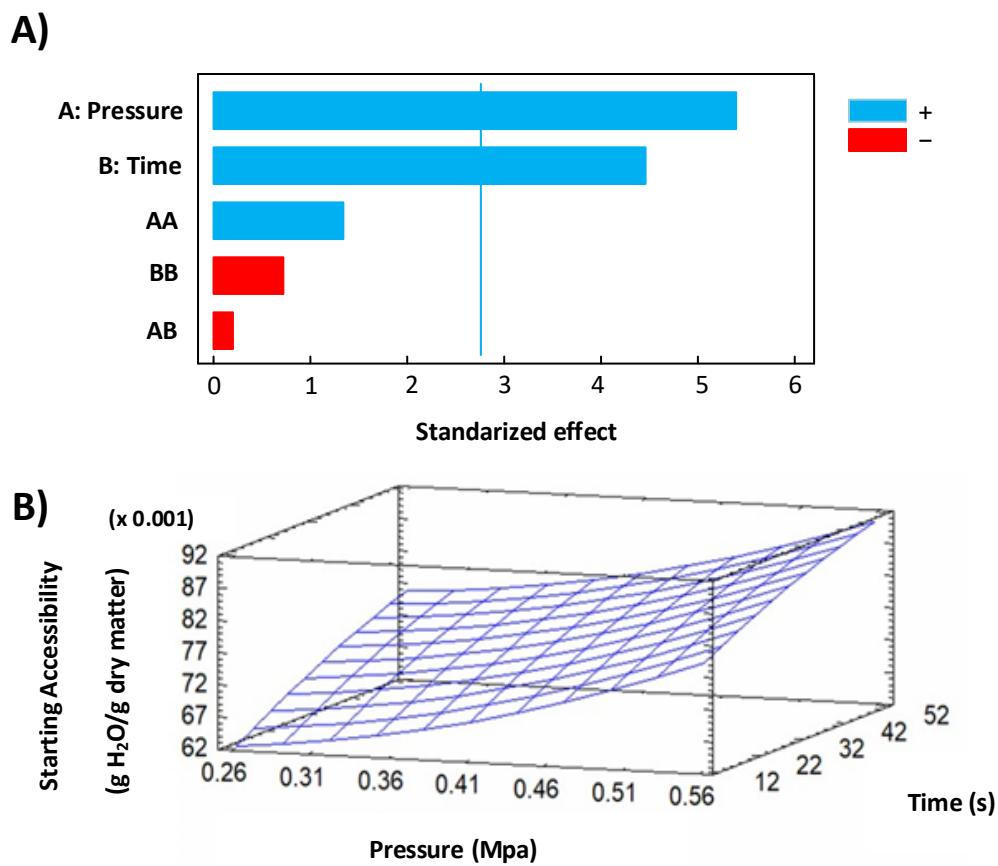 A)
A: Pressure
B: Time
AA
BB
AB
+
−
0 1 2 3 4 5 6
Standarized effect
B)
(x 0.001)
Starting Accessibility
(g H₂O/g dry matter)
92
87
82
77
72
67
62
0.26 0.31 0.36 0.41 0.46 0.51 0.56
12 22 32 42 52
Time (s)
Pressure (Mpa)